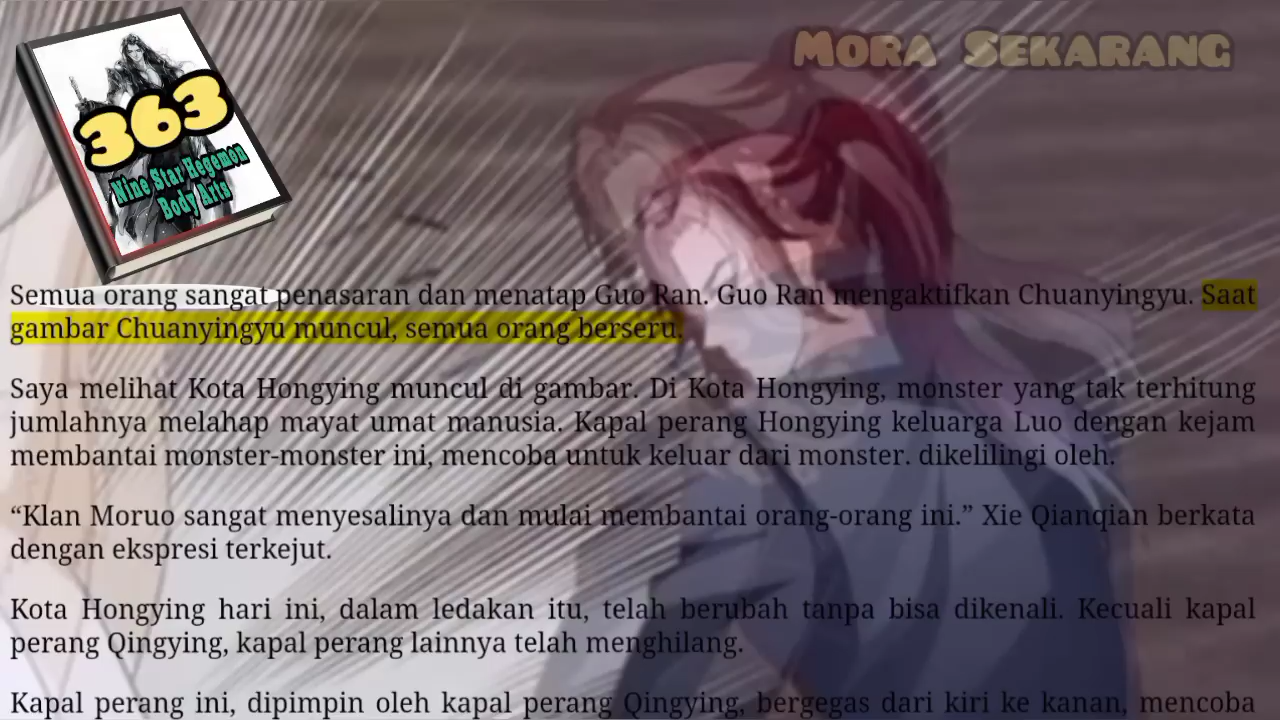 MORA SEKARANG
363
Nine Star Hegemon
Body Arts
Semua orang sangat penasaran dan menatap Guo Ran. Guo Ran mengaktifkan Chuanyingyu. Saat
gambar Chuanyingyu muncul, semua orang berseru.
Saya melihat Kota Hongying muncul di gambar. Di Kota Hongying, monster yang tak terhitung
jumlahnya melahap mayat umat manusia. Kapal perang Hongying keluarga Luo dengan kejam
membantai monster-monster ini, mencoba untuk keluar dari monster. dikelilingi oleh.
“Klan Moruo sangat menyesalinya dan mulai membantai orang-orang ini.” Xie Qianqian berkata
dengan ekspresi terkejut.
Kota Hongying hari ini, dalam ledakan itu, telah berubah tanpa bisa dikenali. Kecuali kapal
perang Qingying, kapal perang lainnya telah menghilang.
Kapal perang ini, dipimpin oleh kapal perang Qingying, bergegas dari kiri ke kanan, mencoba